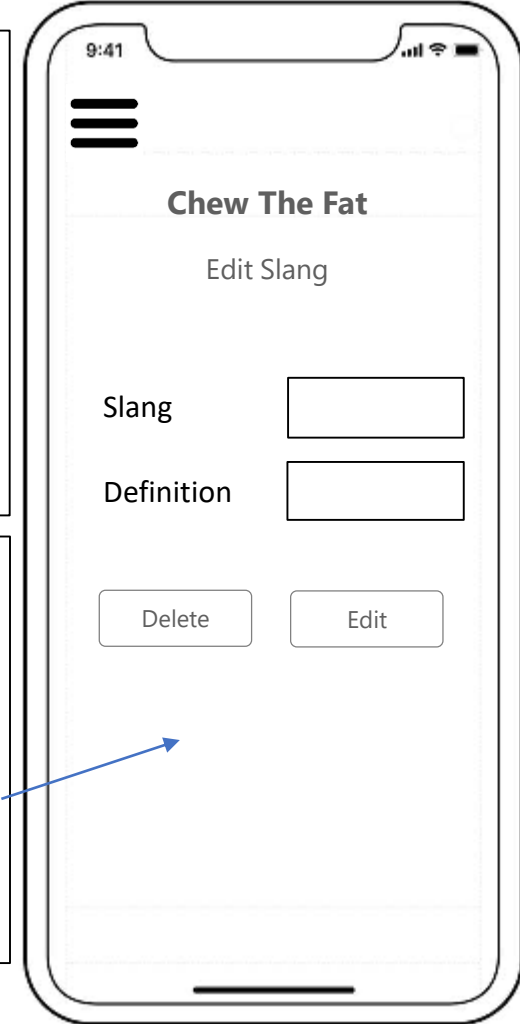 9:41
Chew The Fat
Edit Slang
Slang
Definition
Delete Edit